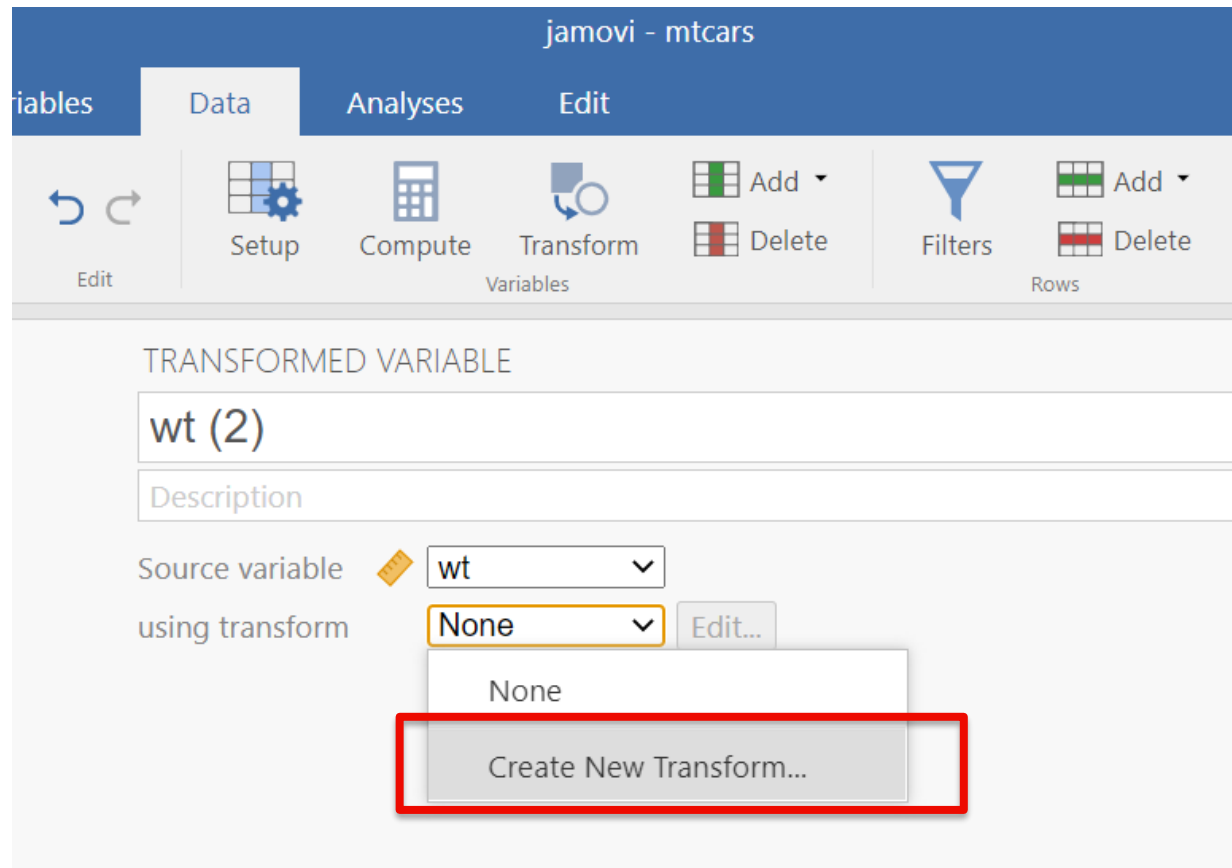 jamovi - mtcars
riables Data Analyses Edit
Add Add
Setup Compute Transform Delete Filters Delete
Edit Variables Rows
TRANSFORMED VARIABLE
wt (2)
Description
Source variable wt
using transform None Edit...
None
Create New Transform...